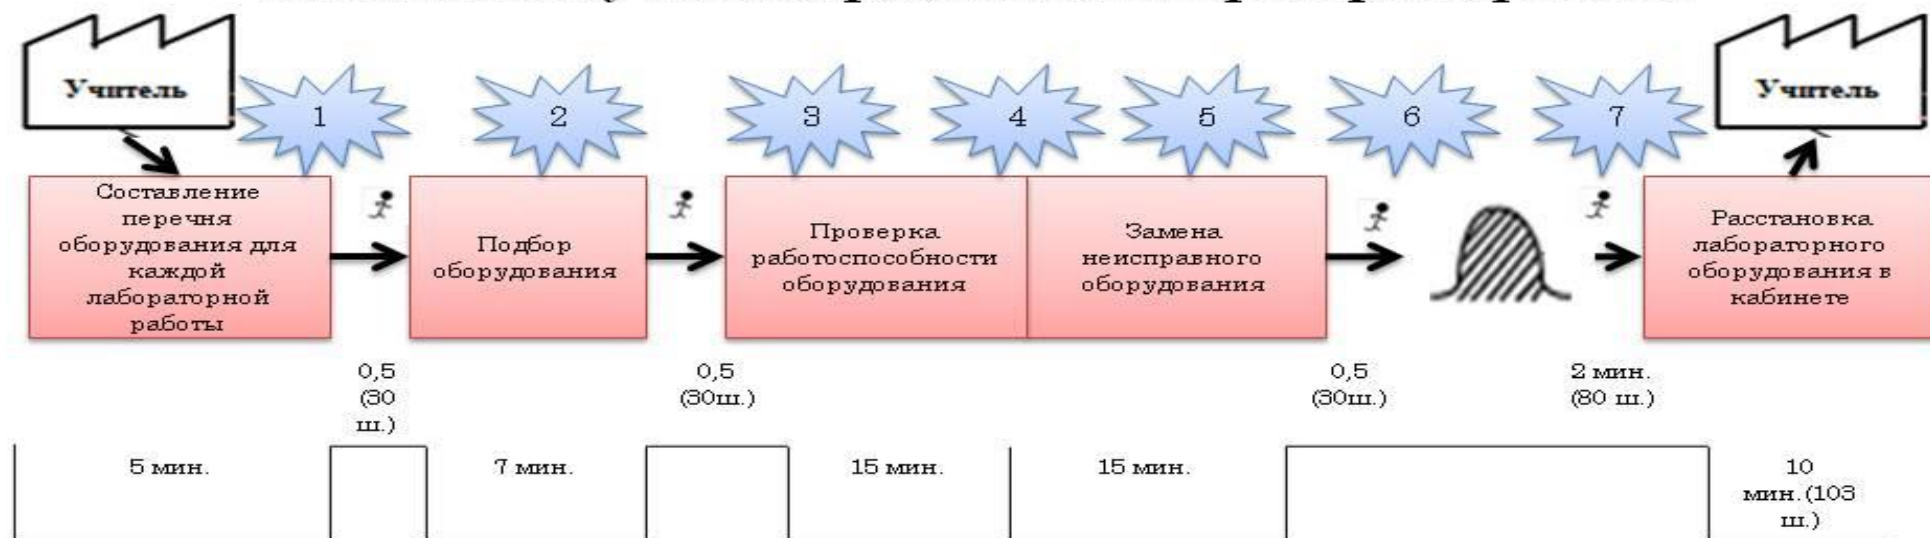 Учитель
1
2
3
4
5
6
7
Учитель
Составление
перечня
оборудования для
каждой
лабораторной
работы
Подбор
оборудования
Проверка
работоспособности
оборудования
Замена
неисправного
оборудования
Расстановка
лабораторного
оборудования в
кабинете
0,5
(30
ш.)
0,5
(30ш.)
0,5
(30ш.)
2 мин.
(80 ш.)
5 мин.
7 мин.
15 мин.
15 мин.
10
мин.(103
ш.)